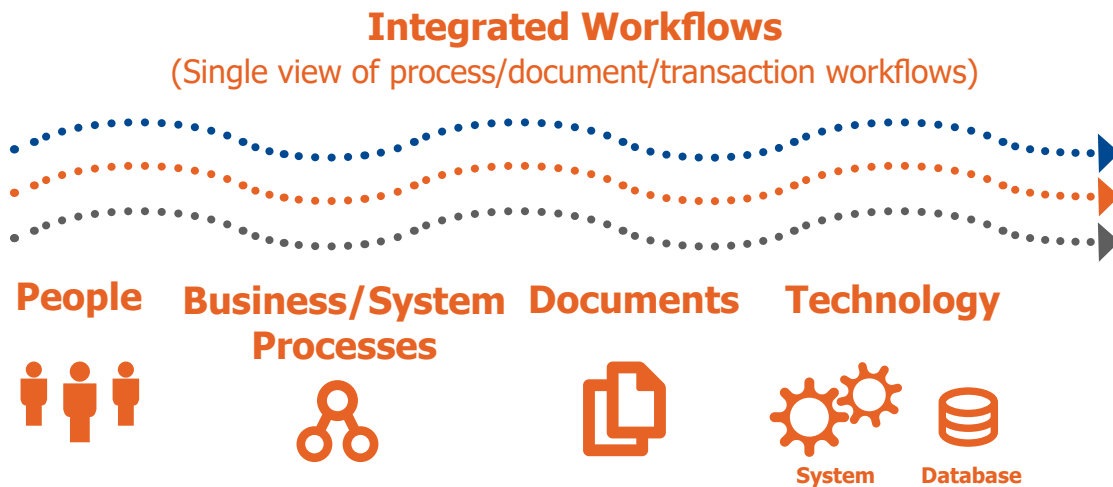 Integrated Workflows
(Single view of process/document/transaction workflows)
People
Business/System
Processes
Documents
Technology
System
Database